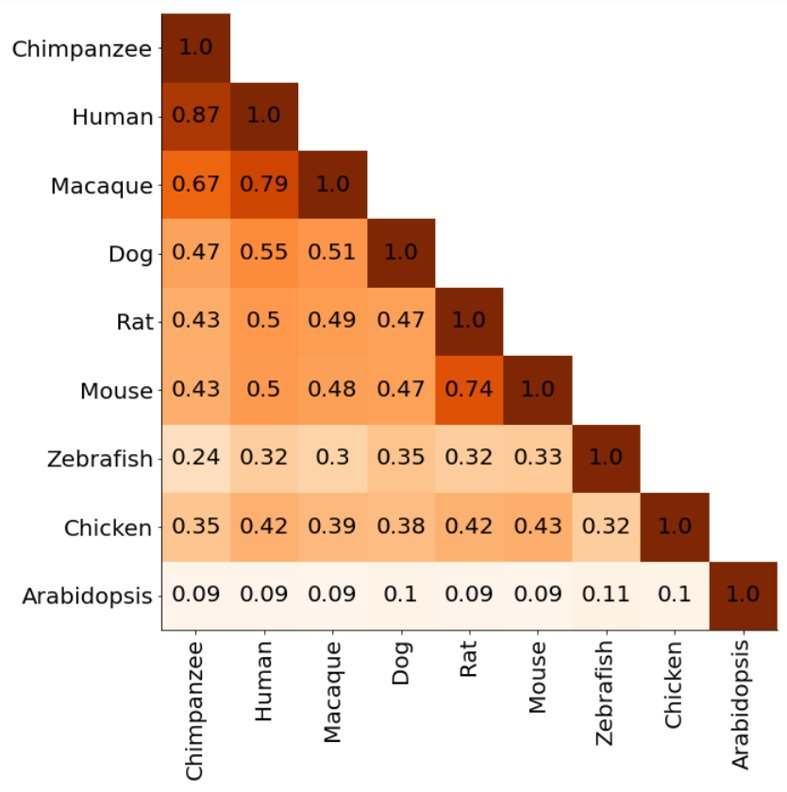 Chimpanzee 1.0
Human 0.87 1.0
Macaque 0.67 0.79 1.0
Dog 0.47 0.55 0.51 1.0
Rat 0.43 0.5 0.49 0.47 1.0
Mouse 0.43 0.5 0.48 0.47 0.74 1.0
Zebrafish 0.24 0.32 0.3 0.35 0.32 0.33 1.0
Chicken 0.35 0.42 0.39 0.38 0.42 0.43 0.32 1.0
Arabidopsis 0.09 0.09 0.09 0.1 0.09 0.09 0.11 0.1 1.0
Chimpanzee Human Macaque Dog Rat Mouse Zebrafish Chicken Arabidopsis